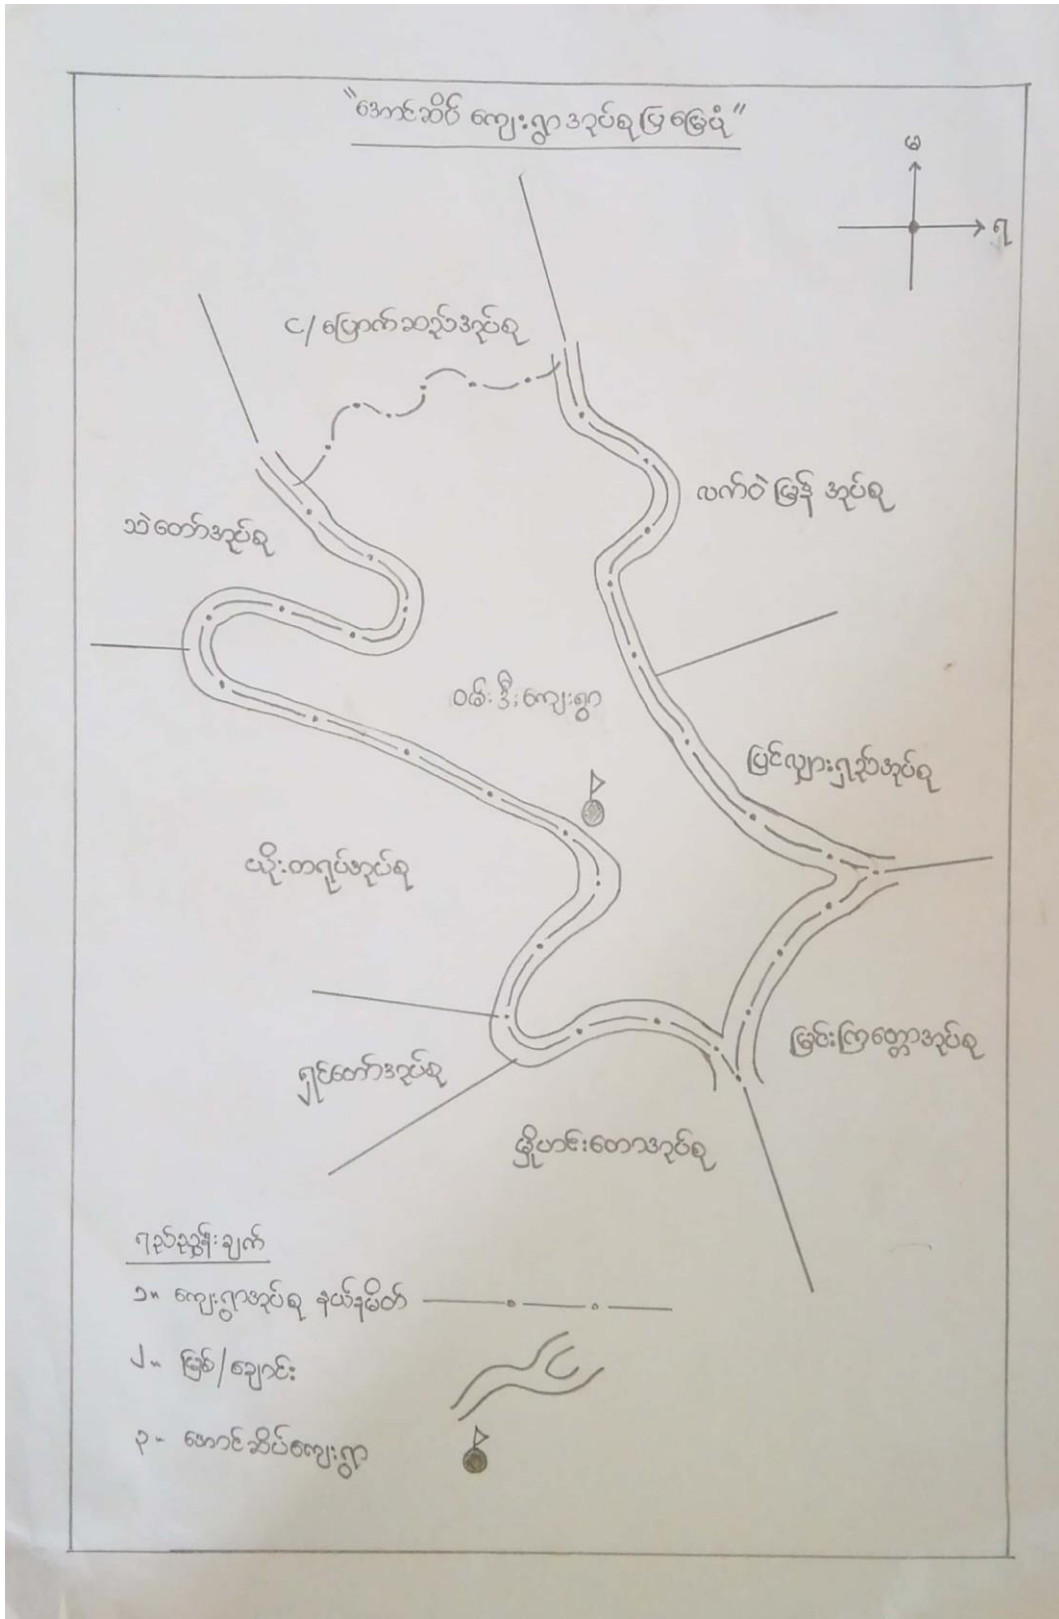 "အောင်ဆိပ် ကျေးရွာအုပ်စုပြမြေပုံ"
မ
ရ
င/မြောက်ဆည်အုပ်စု
လက်ဝဲမြန် အုပ်စု
သဲတော်အုပ်စု
ဝမ်းဒီးကျေးရွာ
ပြင်လျှားရှည်အုပ်စု
ယိုးတရုပ်အုပ်စု
မြင်းကြတ္တောအုပ်စု
ရှင်တော်အုပ်စု
မှိုဟင်းတောအုပ်စု
ရည်ညွှန်းချက်
၁။ ကျေးရွာအုပ်စု နယ်နမိတ်
၂။ မြစ်/ချောင်း
၃။ အောင်ဆိပ်ကျေးရွာ